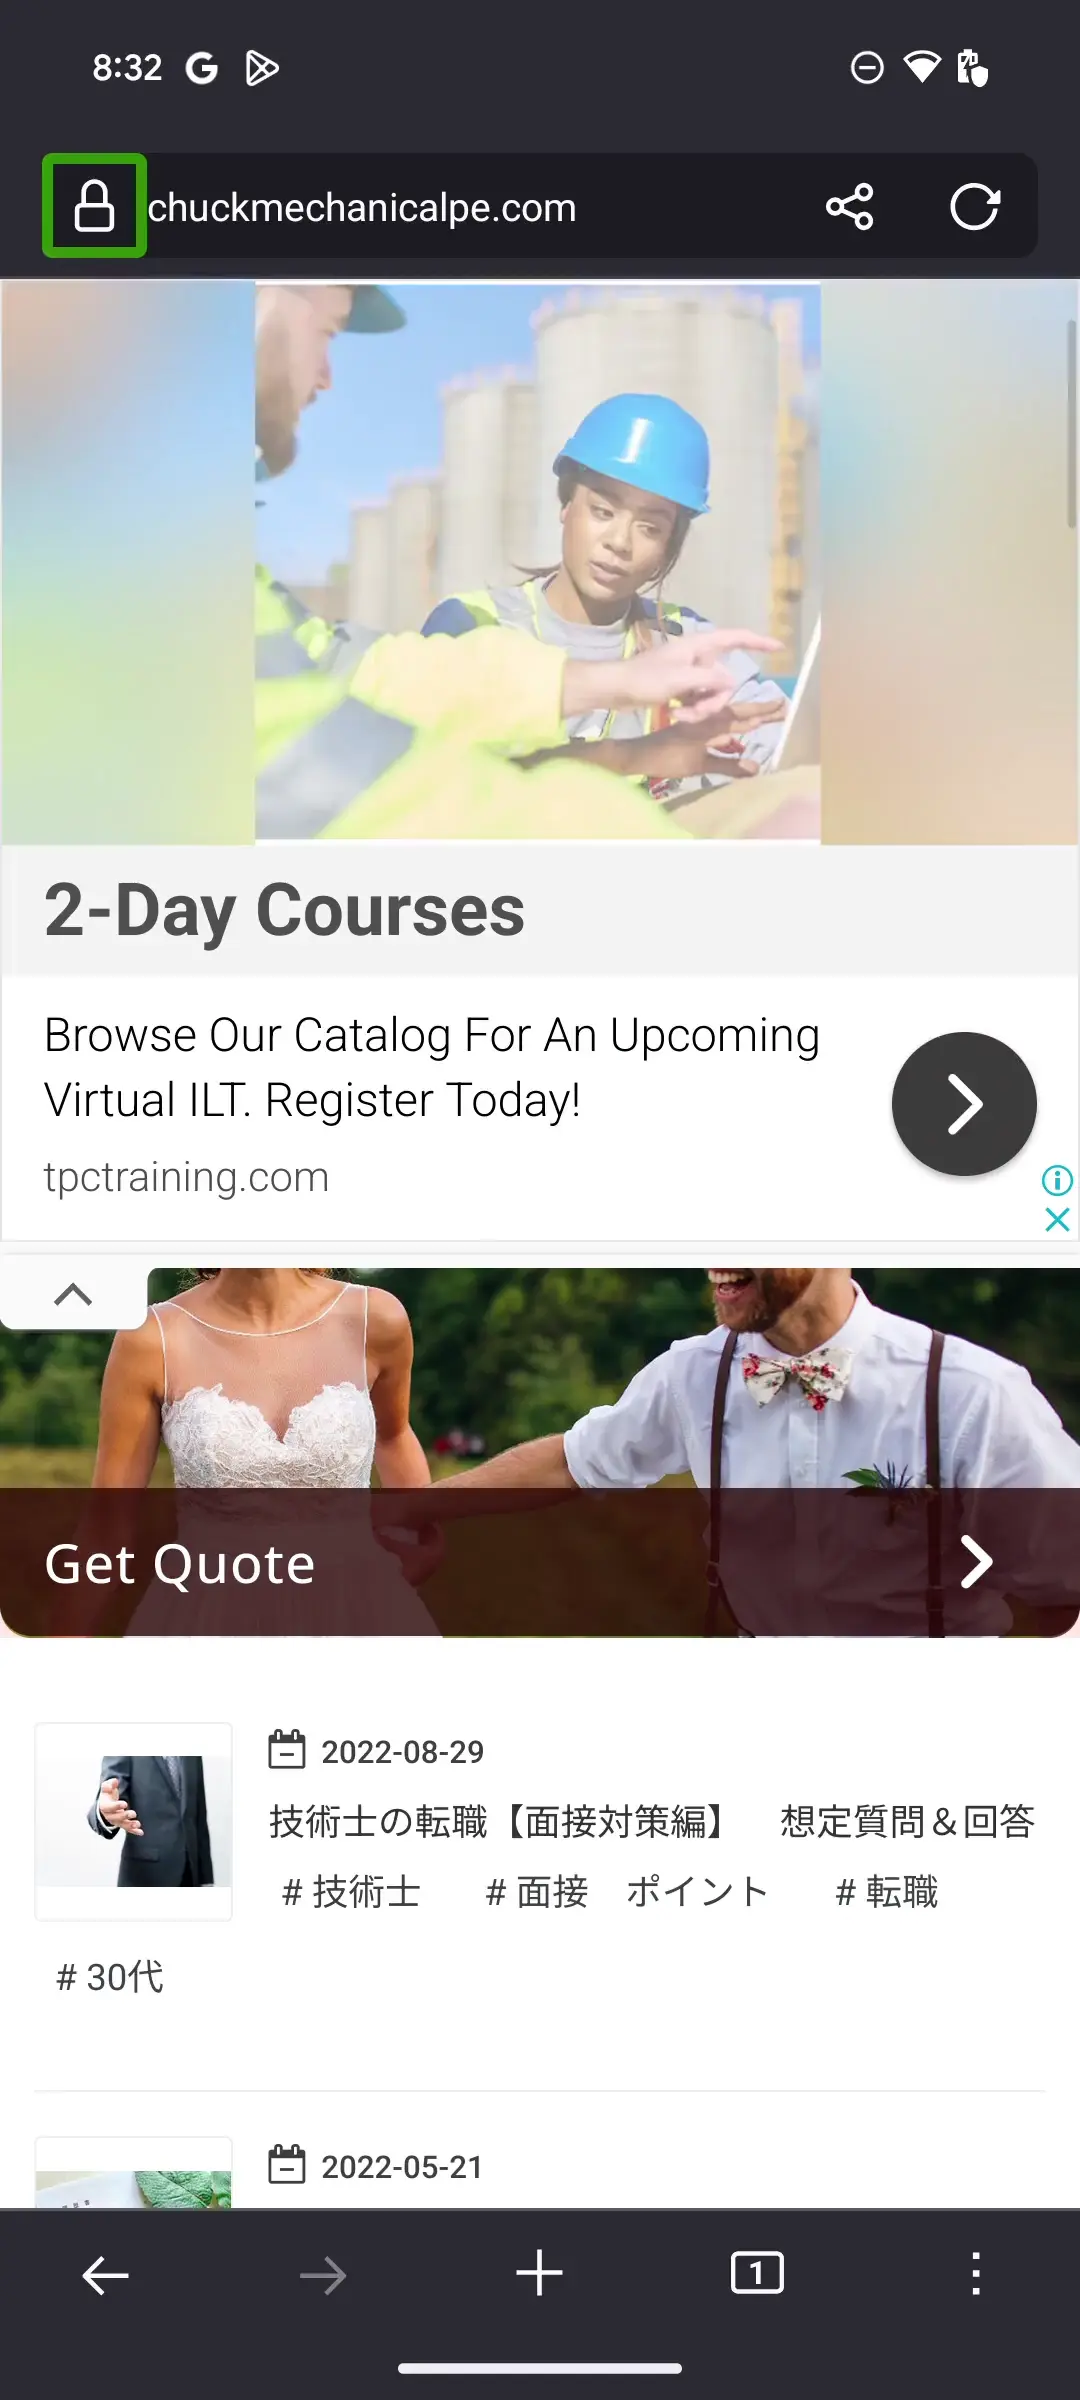 8:32
chuckmechanicalpe.com
2-Day Courses
Browse Our Catalog For An Upcoming
Virtual ILT. Register Today!
tpctraining.com
Get Quote
2022-08-29
技術士の転職【面接対策編】　想定質問＆回答
# 技術士 # 面接　ポイント # 転職
# 30代
2022-05-21
1